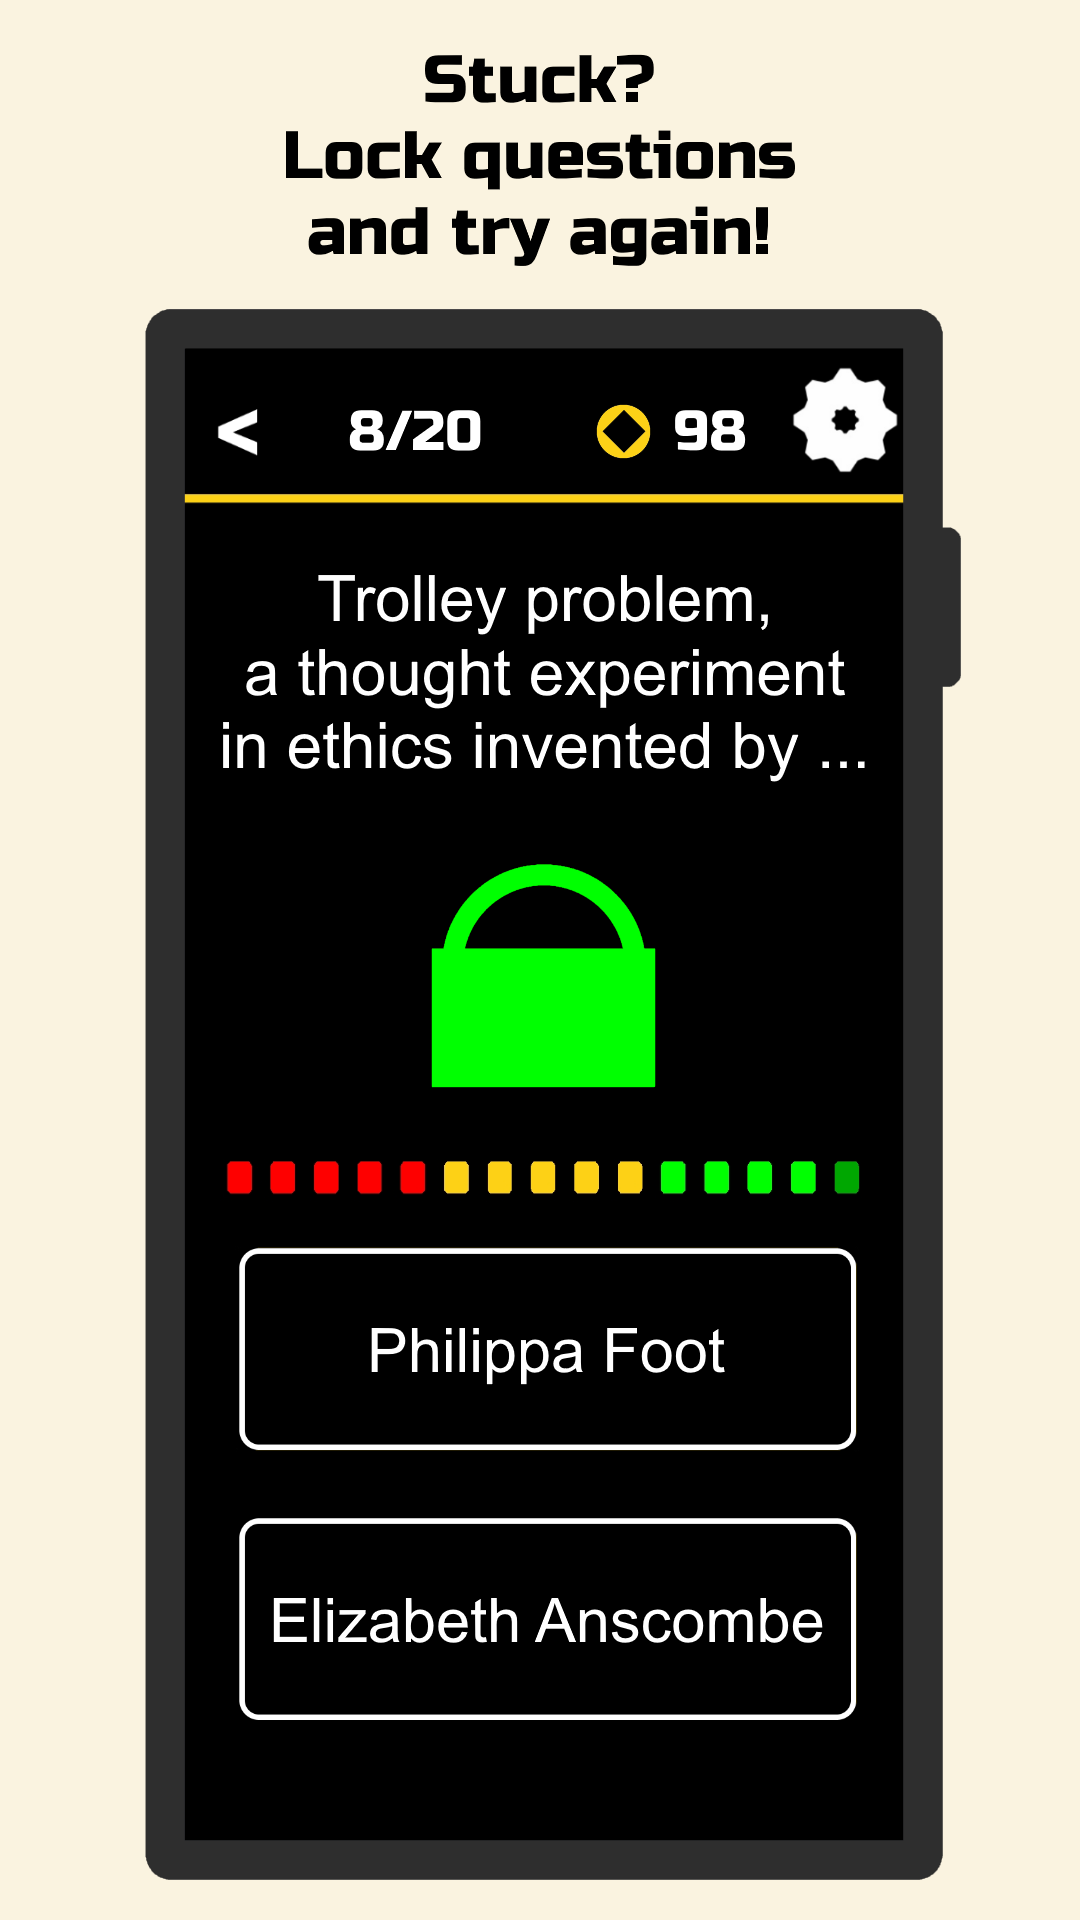 Stuck?
Lock questions
and try again!
< 8/20 98
Trolley problem,
a thought experiment
in ethics invented by ...
Philippa Foot
Elizabeth Anscombe